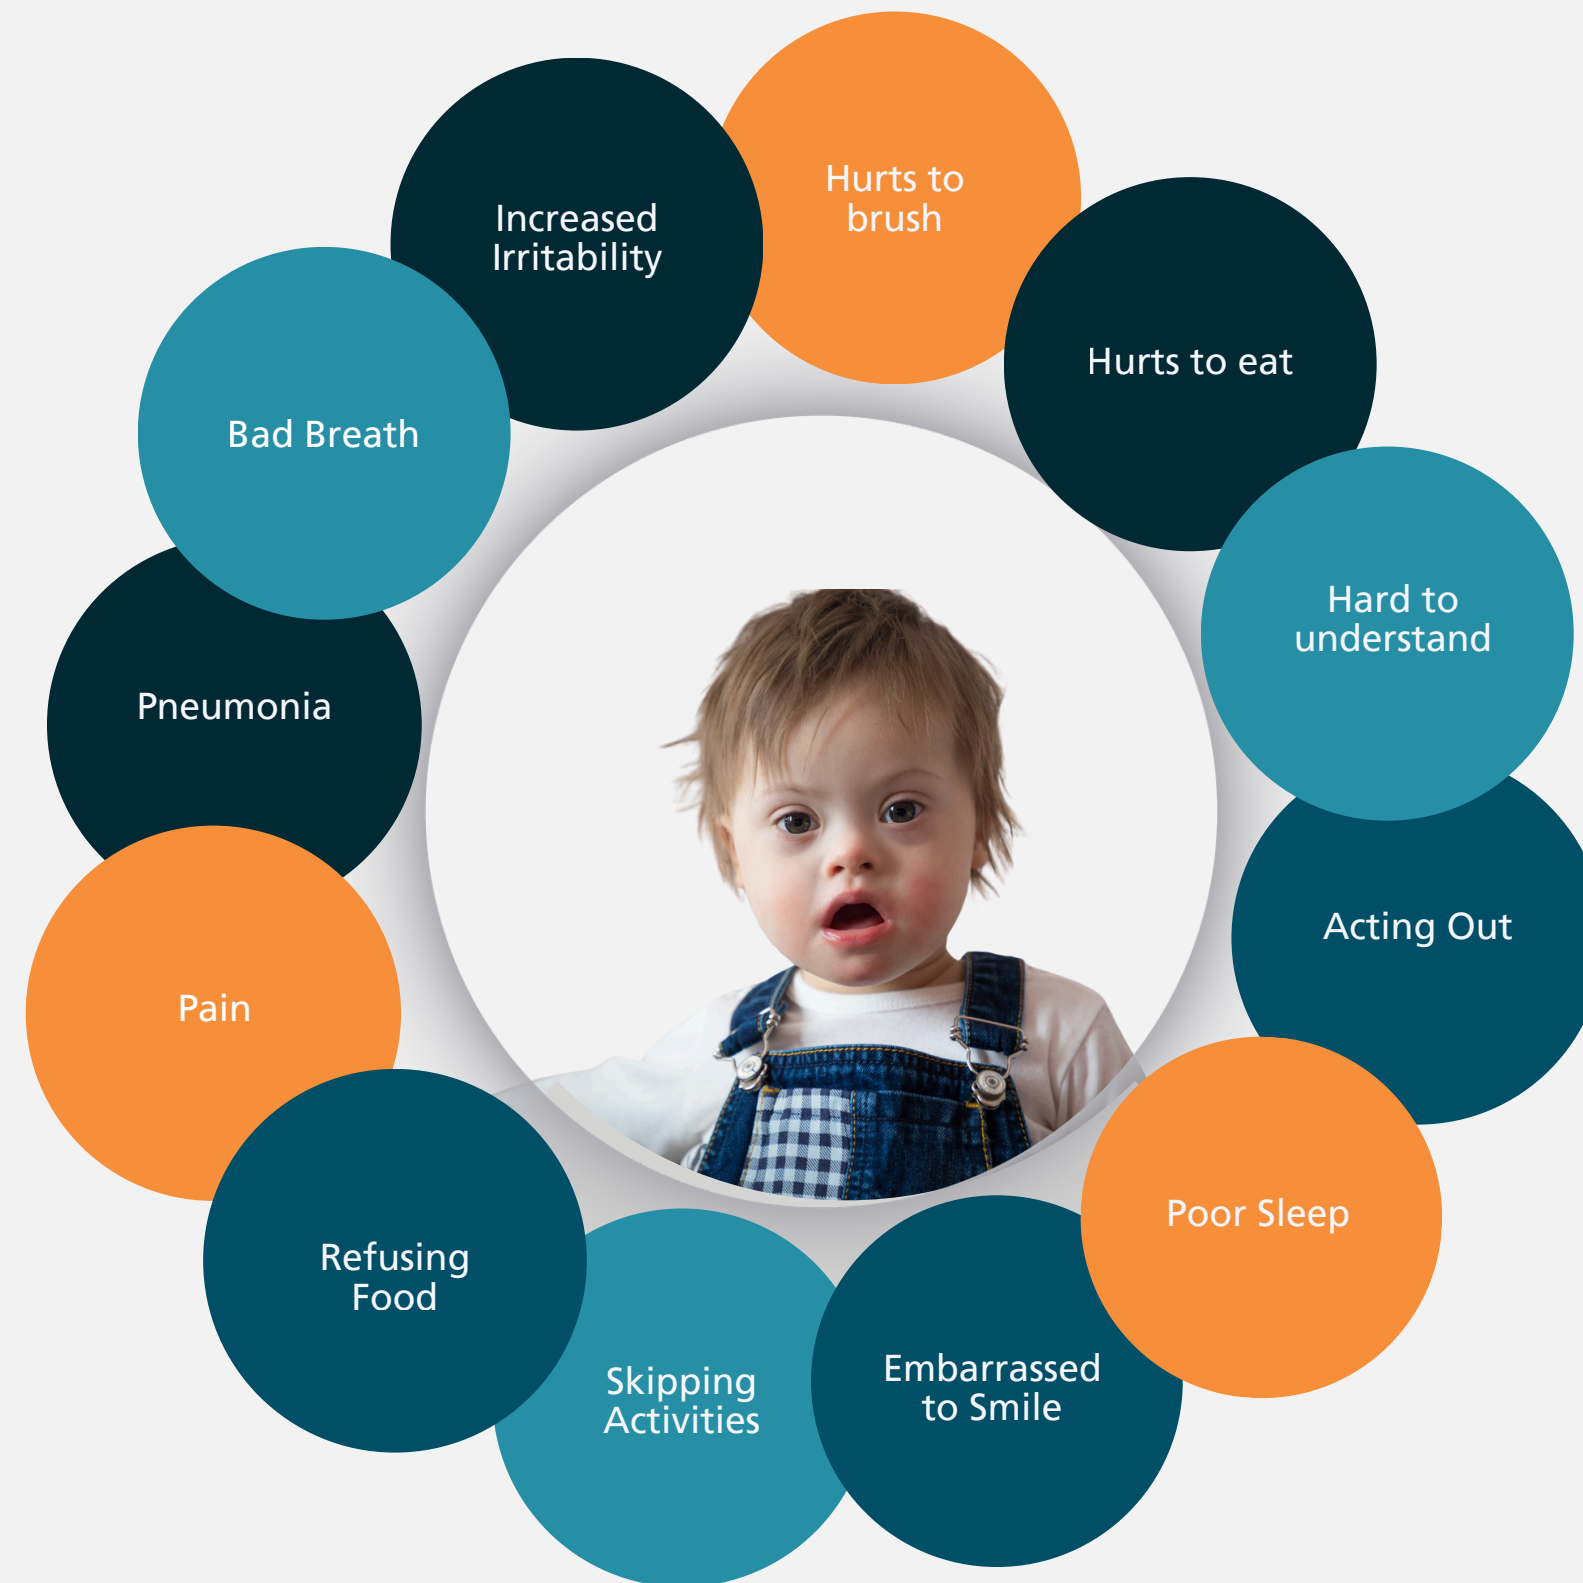 Hurts to
brush
Hurts to eat
Hard to
understand
Acting Out
Poor Sleep
Embarrassed
to Smile
Skipping
Activities
Refusing
Food
Pain
Pneumonia
Bad Breath
Increased
Irritability